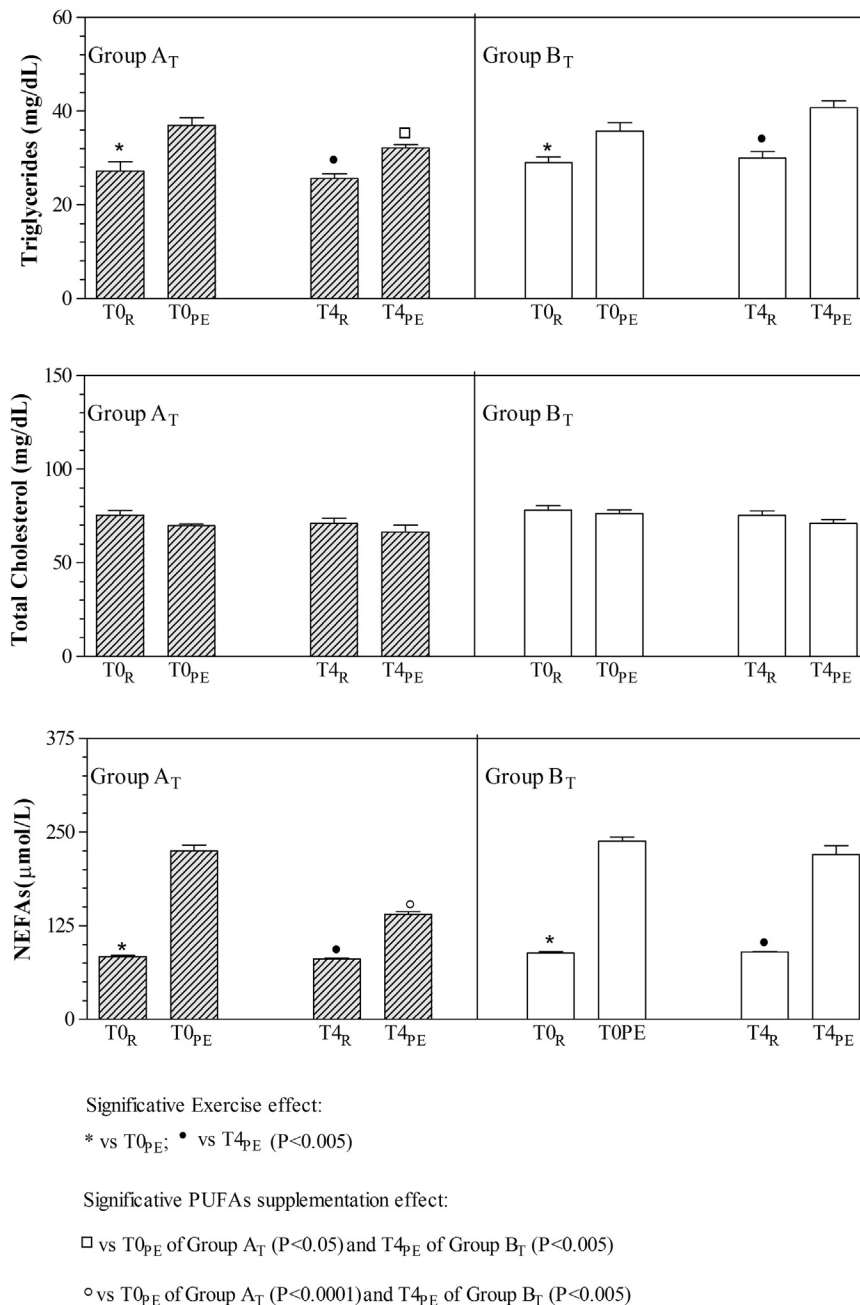 60
Group A_T
Group B_T
Triglycerides (mg/dL)
40
*
•
□
*
•
20
0
T0_R T0_PE T4_R T4_PE T0_R T0_PE T4_R T4_PE
150
Group A_T
Group B_T
Total Cholesterol (mg/dL)
100
50
0
T0_R T0_PE T4_R T4_PE T0_R T0_PE T4_R T4_PE
375
Group A_T
Group B_T
NEFAs(μmol/L)
250
125
*
•
○
*
•
0
T0_R T0_PE T4_R T4_PE T0_R T0PE T4_R T4_PE
Significative Exercise effect:
* vs T0_PE; • vs T4_PE (P<0.005)
Significative PUFAs supplementation effect:
□ vs T0_PE of Group A_T (P<0.05) and T4_PE of Group B_T (P<0.005)
○ vs T0_PE of Group A_T (P<0.0001) and T4_PE of Group B_T (P<0.005)